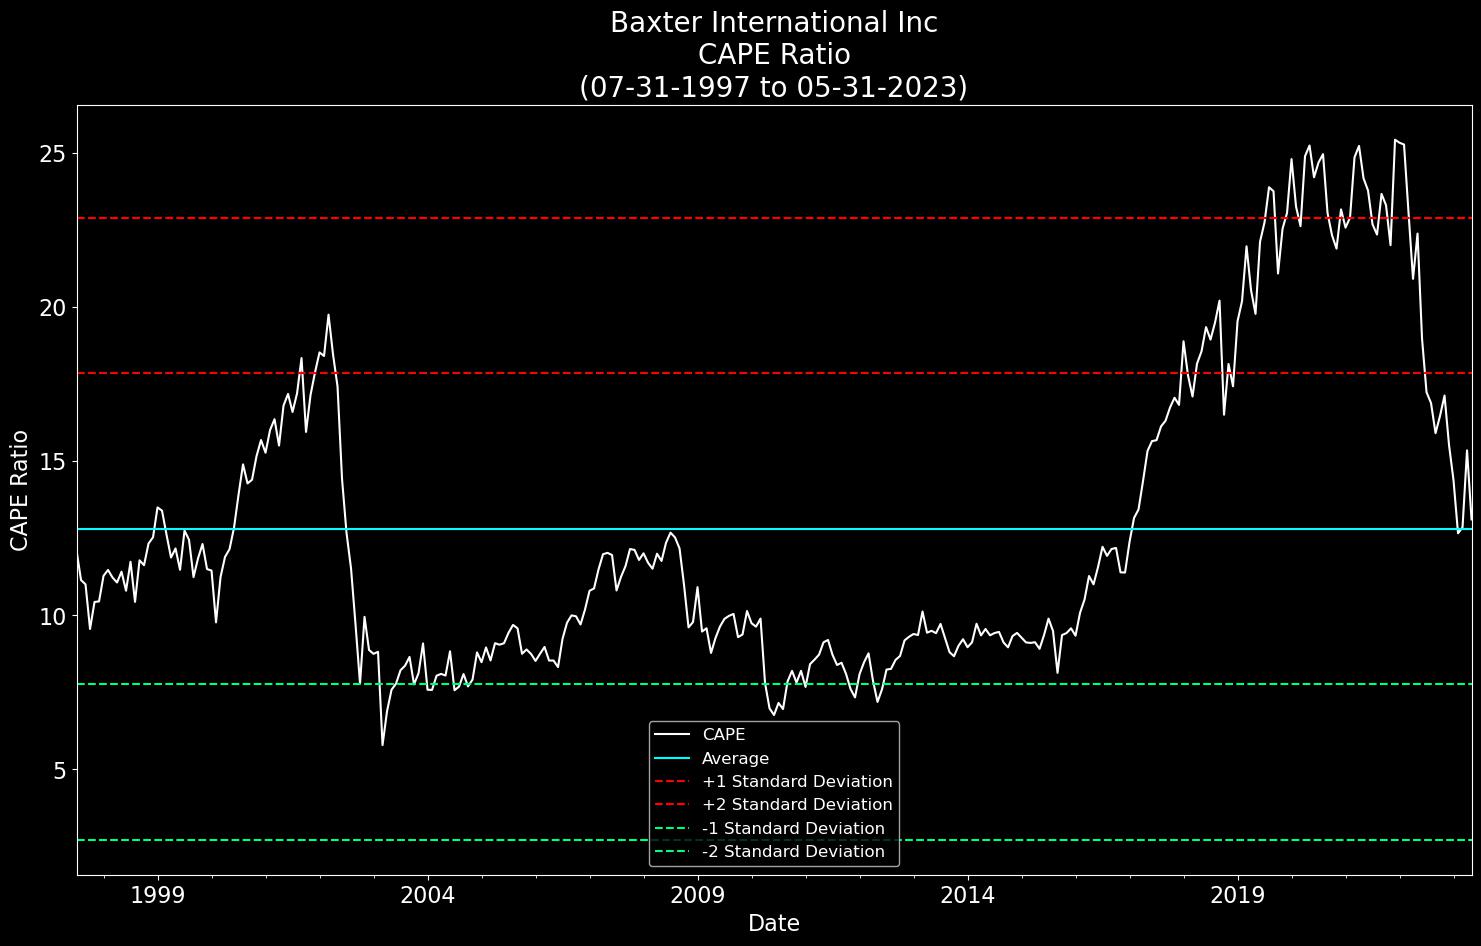 Baxter International Inc
CAPE Ratio
(07-31-1997 to 05-31-2023)
CAPE Ratio
25
20
15
10
5
CAPE
Average
+1 Standard Deviation
+2 Standard Deviation
-1 Standard Deviation
-2 Standard Deviation
1999 2004 2009 2014 2019
Date